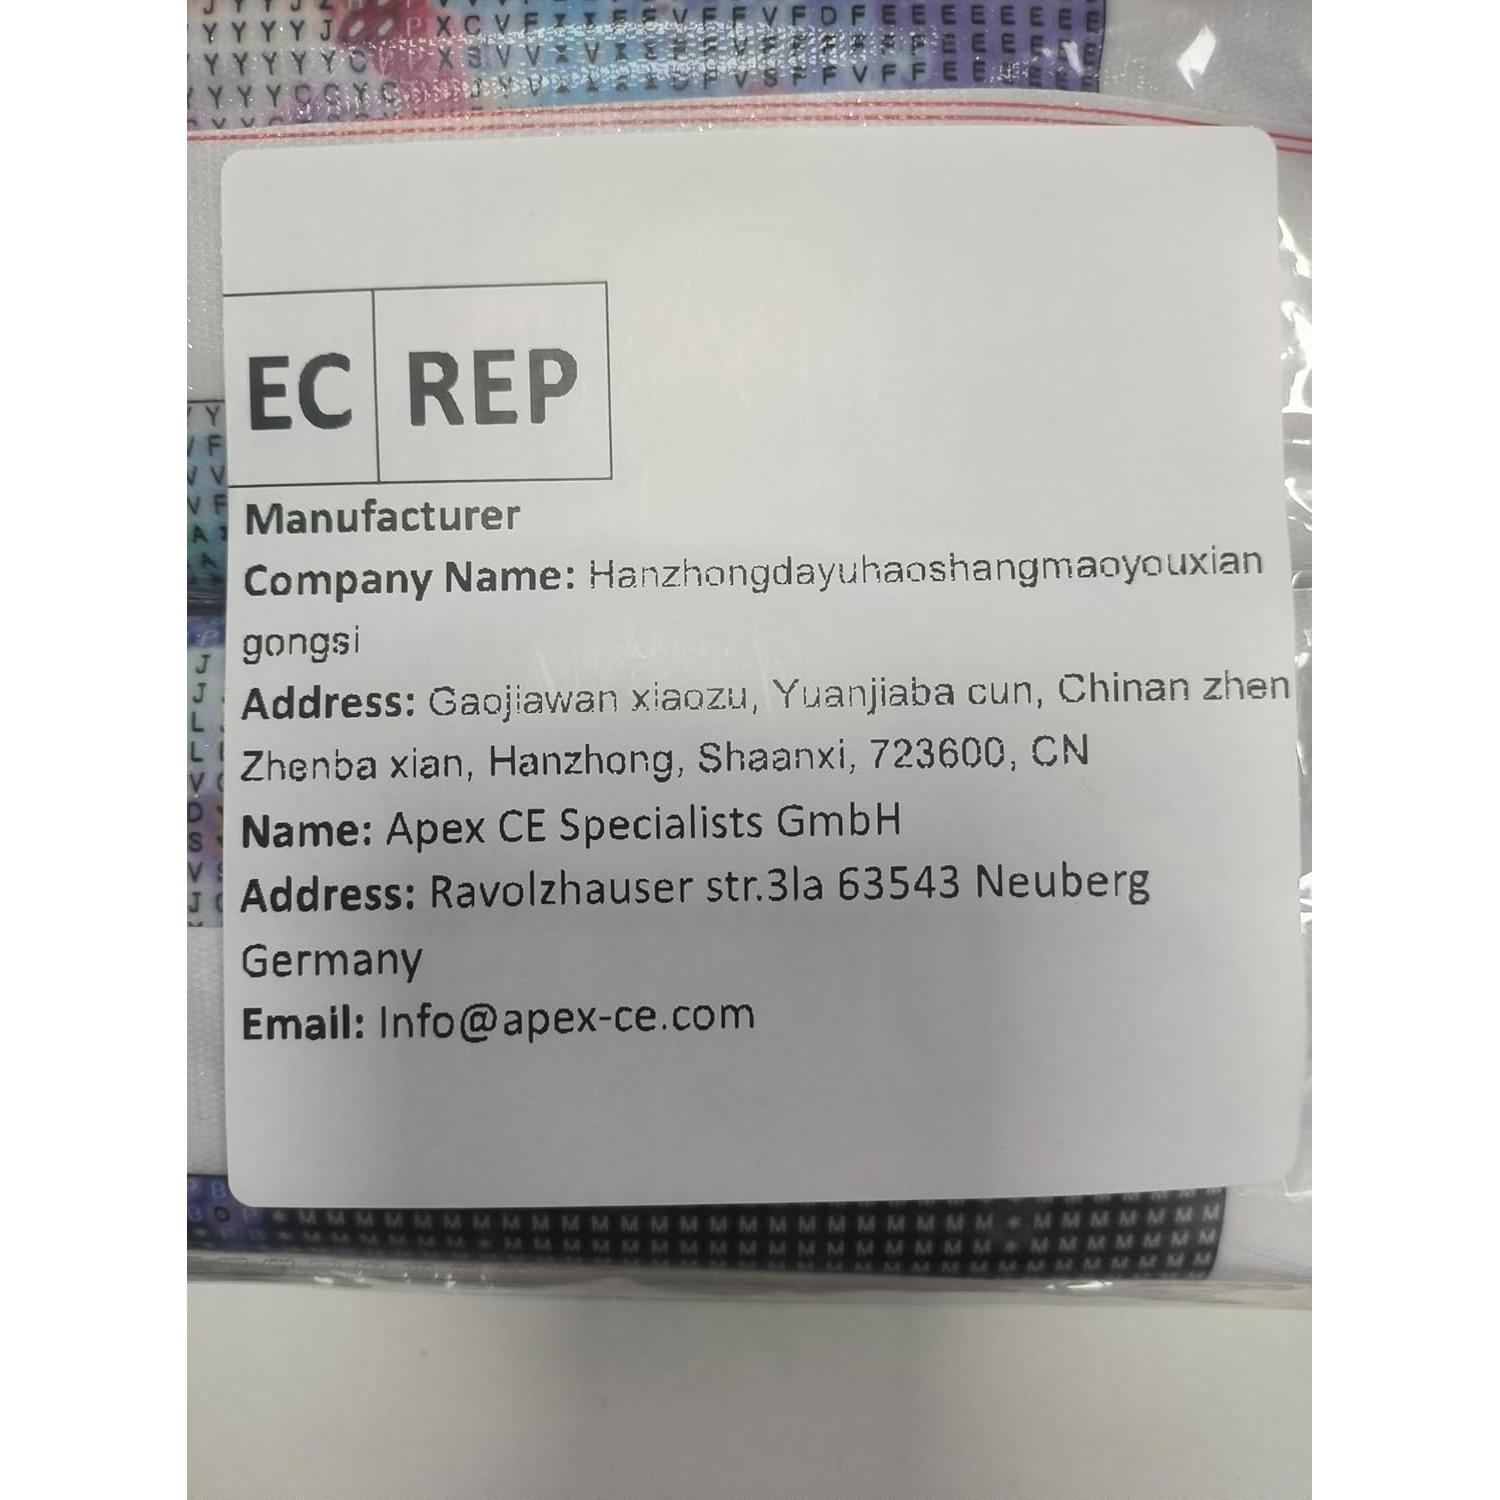 EC REP
Manufacturer
Company Name: Hanzhongdayuhaoshangmaoyouxian
gongsi
Address: Gaojiawan xiaozu, Yuanjiaba cun, Chinan zhen
Zhenba xian, Hanzhong, Shaanxi, 723600, CN
Name: Apex CE Specialists GmbH
Address: Ravolzhauser str.3la 63543 Neuberg
Germany
Email: Info@apex-ce.com